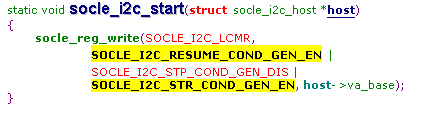 static void socle_i2c_start(struct socle_i2c_host *host)
{
socle_reg_write(SOCLE_I2C_LCMR,
SOCLE_I2C_RESUME_COND_GEN_EN |
SOCLE_I2C_STP_COND_GEN_DIS |
SOCLE_I2C_STR_COND_GEN_EN, host->va_base);
}